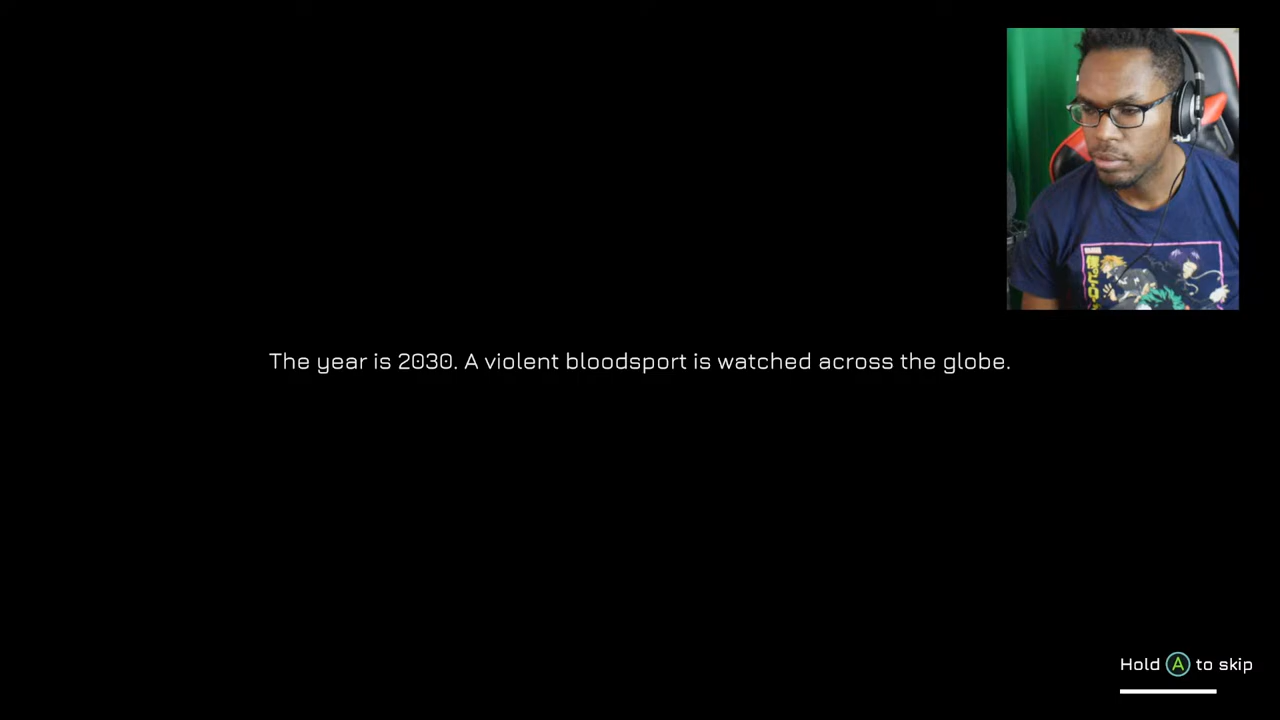 The year is 2030. A violent bloodsport is watched across the globe.
Hold A to skip